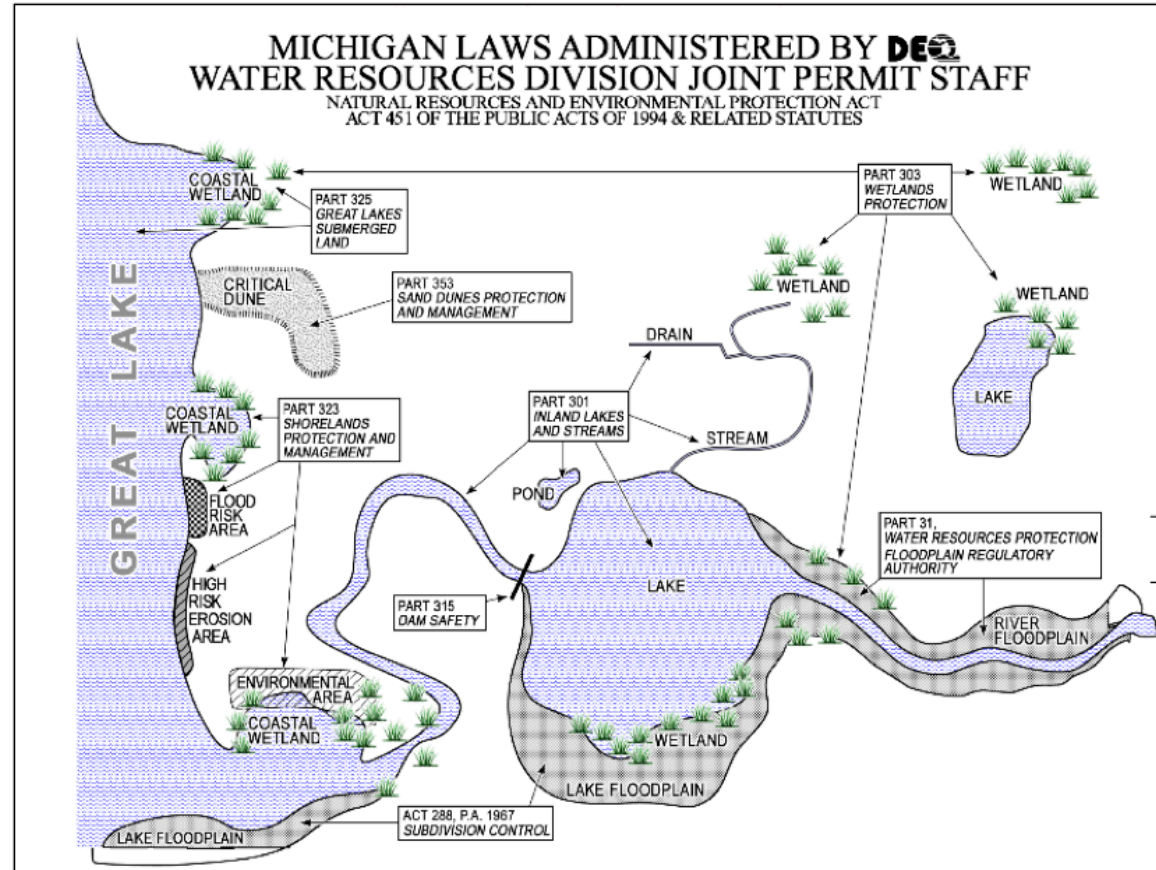 MICHIGAN LAWS ADMINISTERED BY DEQ
WATER RESOURCES DIVISION JOINT PERMIT STAFF
NATURAL RESOURCES AND ENVIRONMENTAL PROTECTION ACT
ACT 451 OF THE PUBLIC ACTS OF 1994 & RELATED STATUTES
COASTAL
WETLAND
PART 325
GREAT LAKES
SUBMERGED
LAND
PART 303
WETLANDS
PROTECTION
WETLAND
GREAT LAKE
CRITICAL
DUNE
PART 353
SAND DUNES PROTECTION
AND MANAGEMENT
WETLAND
WETLAND
DRAIN
LAKE
COASTAL
WETLAND
PART 323
SHORELANDS
PROTECTION AND
MANAGEMENT
PART 301
INLAND LAKES
AND STREAMS
STREAM
POND
FLOOD
RISK
AREA
PART 31,
WATER RESOURCES PROTECTION
FLOODPLAIN REGULATORY
AUTHORITY
HIGH
RISK
EROSION
AREA
LAKE
PART 315
DAM SAFETY
RIVER
FLOODPLAIN
ENVIRONMENTAL
AREA
COASTAL
WETLAND
WETLAND
LAKE FLOODPLAIN
ACT 288, P.A. 1967
SUBDIVISION CONTROL
LAKE FLOODPLAIN